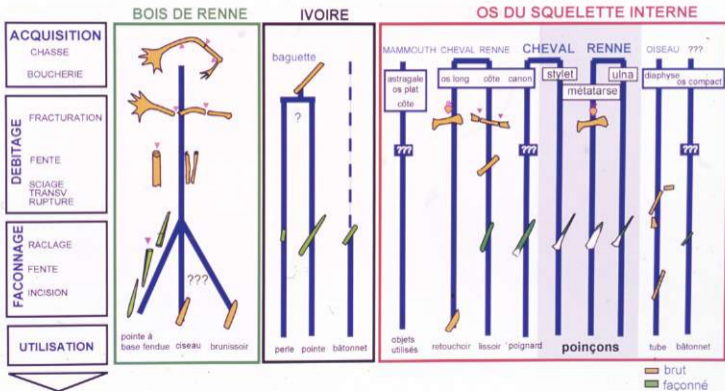 BOIS DE RENNE
IVOIRE
OS DU SQUELETTE INTERNE
ACQUISITION
CHASSE
BOUCHERIE
DEBITAGE
FRACTURATION
FENTE
SCIAGE
TRANSV
RUPTURE
FAÇONNAGE
RACLAGE
FENTE
INCISION
UTILISATION
???
pointe à
base fendue
ciseau
brunissoir
baguette
?
perle
pointe
bâtonnet
MAMMOUTH
CHEVAL
RENNE
CHEVAL
RENNE
OISEAU
???
astragale
os plat
côte
os long
côte
canon
stylet
métatarse
ulna
diaphyse
os compact
???
???
???
???
objets
utilisés
retouchoir
lissoir
poignard
poinçons
tube
bâtonnet
brut
façonné